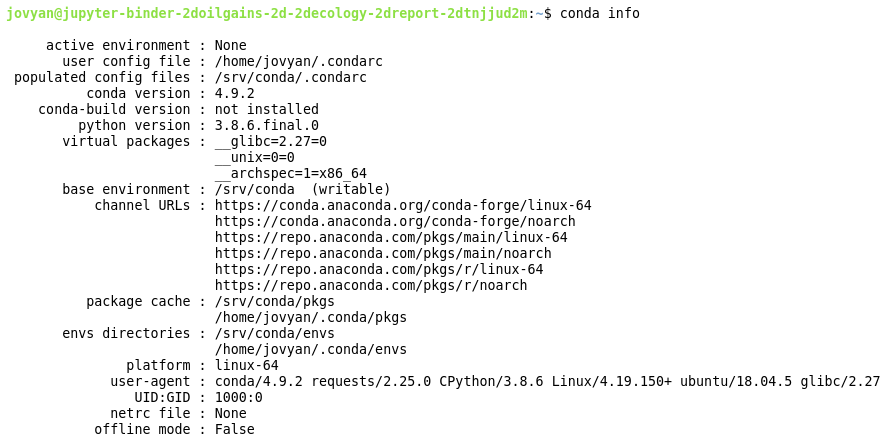 jovyan@jupyter-binder-2doilgains-2d-2decology-2dreport-2dtnjjud2m:~$ conda info
active environment : None
user config file : /home/jovyan/.condarc
populated config files : /srv/conda/.condarc
conda version : 4.9.2
conda-build version : not installed
python version : 3.8.6.final.0
virtual packages : __glibc=2.27=0
__unix=0=0
__archspec=1=x86_64
base environment : /srv/conda  (writable)
channel URLs : https://conda.anaconda.org/conda-forge/linux-64
https://conda.anaconda.org/conda-forge/noarch
https://repo.anaconda.com/pkgs/main/linux-64
https://repo.anaconda.com/pkgs/main/noarch
https://repo.anaconda.com/pkgs/r/linux-64
https://repo.anaconda.com/pkgs/r/noarch
package cache : /srv/conda/pkgs
/home/jovyan/.conda/pkgs
envs directories : /srv/conda/envs
/home/jovyan/.conda/envs
platform : linux-64
user-agent : conda/4.9.2 requests/2.25.0 CPython/3.8.6 Linux/4.19.150+ ubuntu/18.04.5 glibc/2.27
UID:GID : 1000:0
netrc file : None
offline mode : False